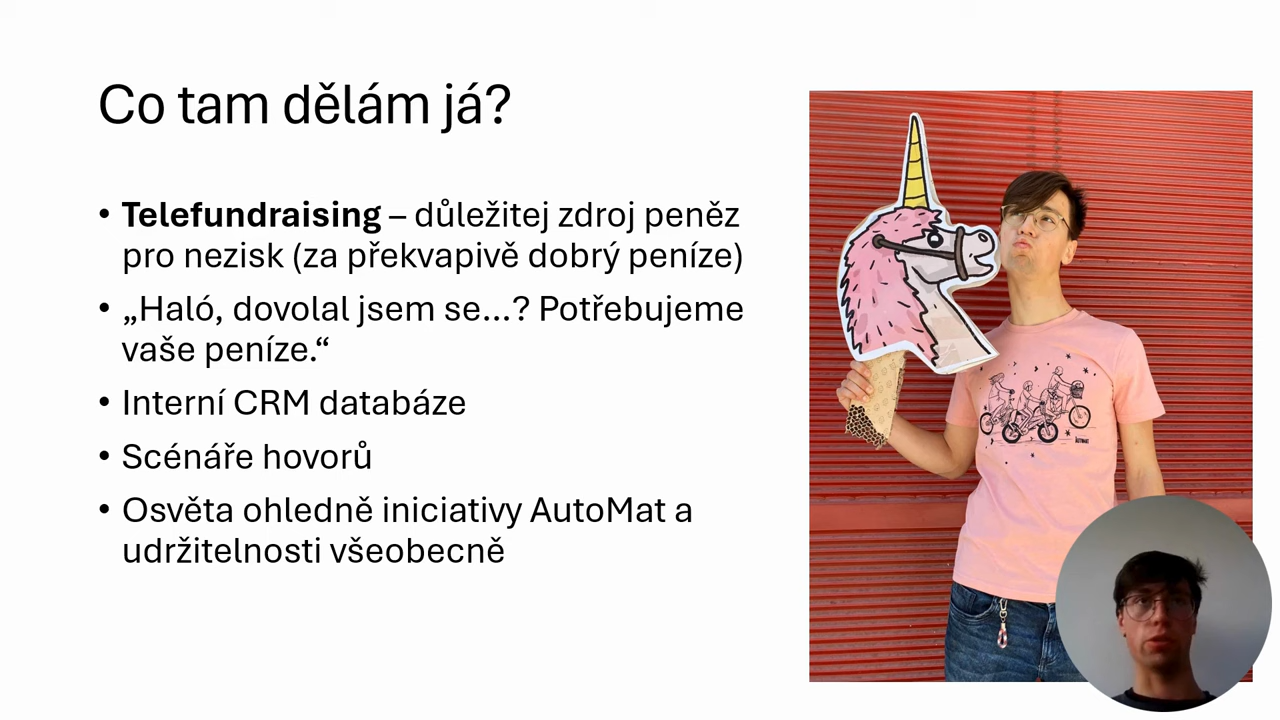 Co tam dělám já?
• Telefundraising – důležitej zdroj peněz
pro nezisk (za překvapivě dobrý peníze)
• „Haló, dovolal jsem se...? Potřebujeme
vaše peníze.“
• Interní CRM databáze
• Scénáře hovorů
• Osvěta ohledně iniciativy AutoMat a
udržitelnosti všeobecně